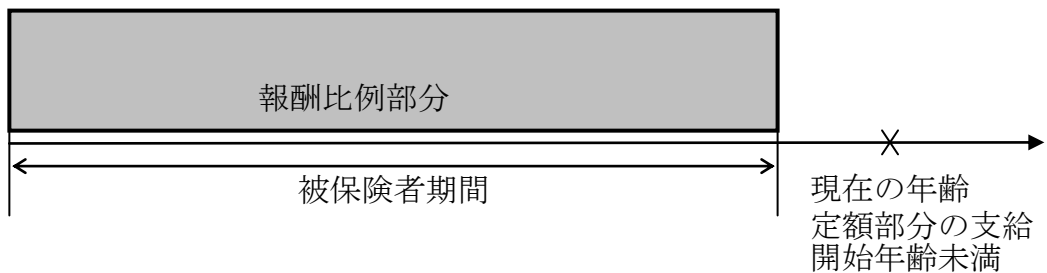 報酬比例部分
被保険者期間
現在の年齢
定額部分の支給
開始年齢未満